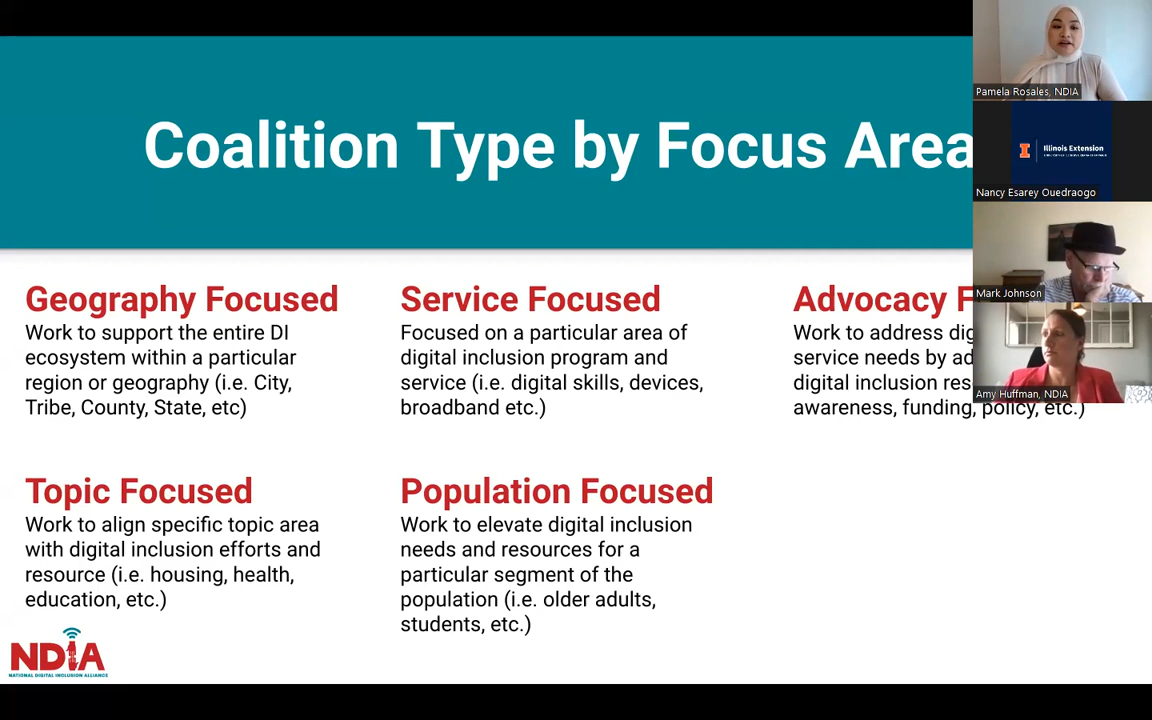 Coalition Type by Focus Area
Geography Focused
Work to support the entire DI
ecosystem within a particular
region or geography (i.e. City,
Tribe, County, State, etc)
Service Focused
Focused on a particular area of
digital inclusion program and
service (i.e. digital skills, devices,
broadband etc.)
Advocacy F
Work to address dig
service needs by ad
digital inclusion res
awareness, funding, policy, etc.)
Topic Focused
Work to align specific topic area
with digital inclusion efforts and
resource (i.e. housing, health,
education, etc.)
Population Focused
Work to elevate digital inclusion
needs and resources for a
particular segment of the
population (i.e. older adults,
students, etc.)
NDIA
NATIONAL DIGITAL INCLUSION ALLIANCE
Pamela Rosales, NDIA
I Illinois Extension
Nancy Esarey Ouedraogo
Mark Johnson
Amy Huffman, NDIA